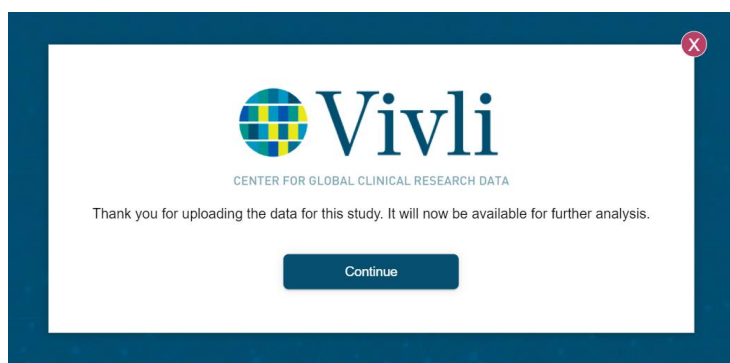 X
Vivli
CENTER FOR GLOBAL CLINICAL RESEARCH DATA
Thank you for uploading the data for this study. It will now be available for further analysis.
Continue